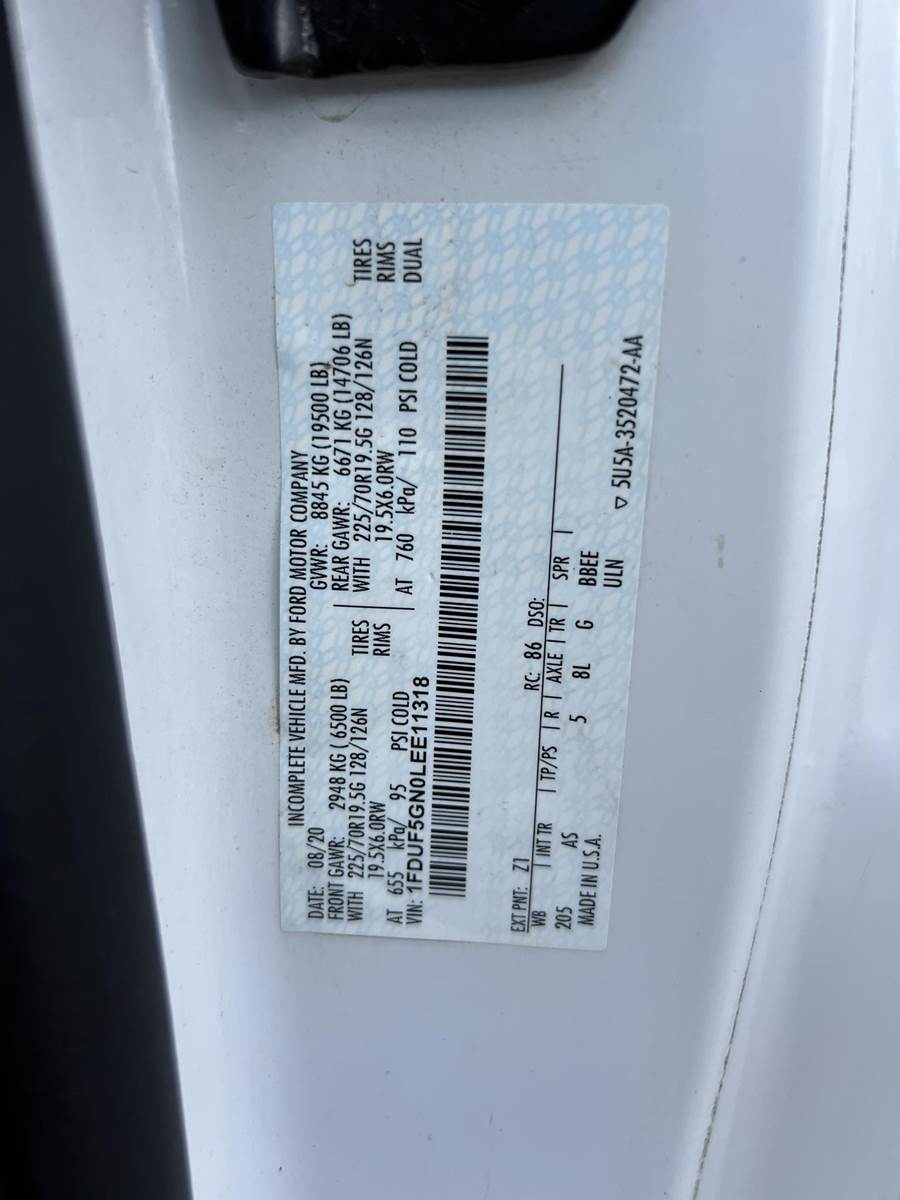 INCOMPLETE VEHICLE MFD. BY FORD MOTOR COMPANY
DATE: 08/20 GVWR: 8845 KG (19500 LB)
FRONT GAWR: 2948 KG ( 6500 LB) REAR GAWR: 6671 KG (14706 LB)
WITH 225/70R19.5G 128/126N TIRES WITH 225/70R19.5G 128/126N TIRES
19.5X6.0RW RIMS 19.5X6.0RW RIMS
AT 655 kPa/ 95 PSI COLD AT 760 kPa/ 110 PSI COLD DUAL
VIN: 1FDUF5GN0LEE11318
EXT PNT: Z1 RC: 86 DSO:
WB | INT TR | TP/PS | R | AXLE | TR | SPR |
205 AS 5 8L G BBEE
MADE IN U.S.A. ULN
▽ 5U5A-3520472-AA